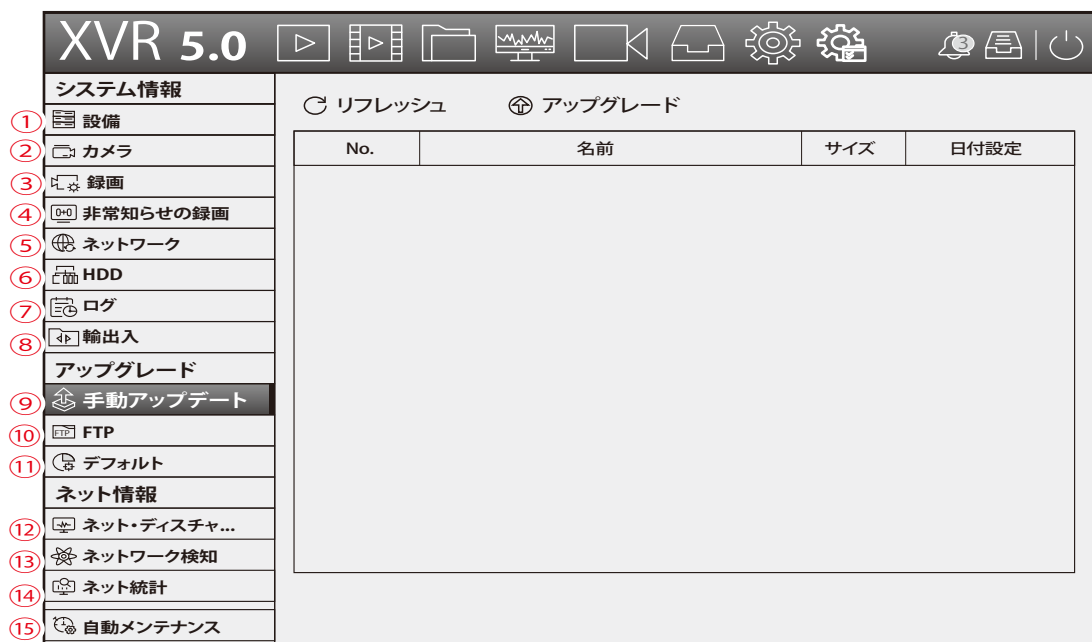 XVR 5.0
3
システム情報
① 設備
② カメラ
③ 録画
④ 0+0 非常知らせの録画
⑤ ネットワーク
⑥ HDD
⑦ ログ
⑧ 輸出入
アップグレード
⑨ 手動アップデート
⑩ FTP FTP
⑪ デフォルト
ネット情報
⑫ ネット・ディスチャ...
⑬ ネットワーク検知
⑭ ネット統計
⑮ 自動メンテナンス
リフレッシュ アップグレード
No. 名前 サイズ 日付設定